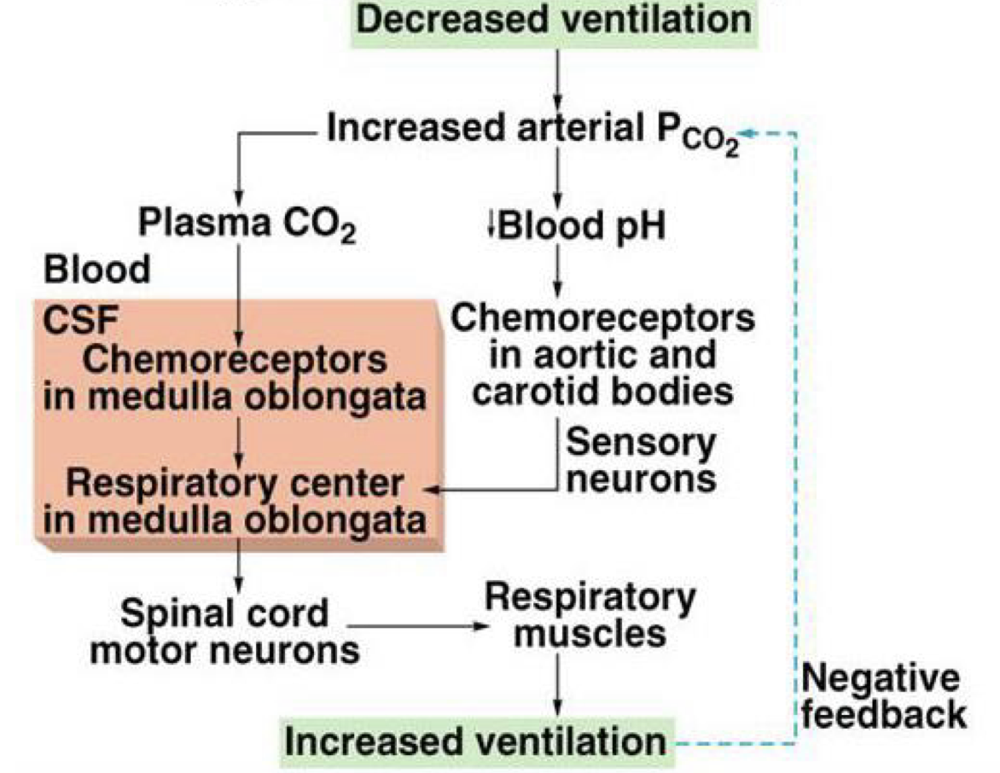 Decreased ventilation
Increased arterial PCO2
Plasma CO2
↓Blood pH
Blood
CSF
Chemoreceptors
in medulla oblongata
Chemoreceptors
in aortic and
carotid bodies
Sensory
neurons
Respiratory center
in medulla oblongata
Spinal cord
motor neurons
Respiratory
muscles
Negative
feedback
Increased ventilation